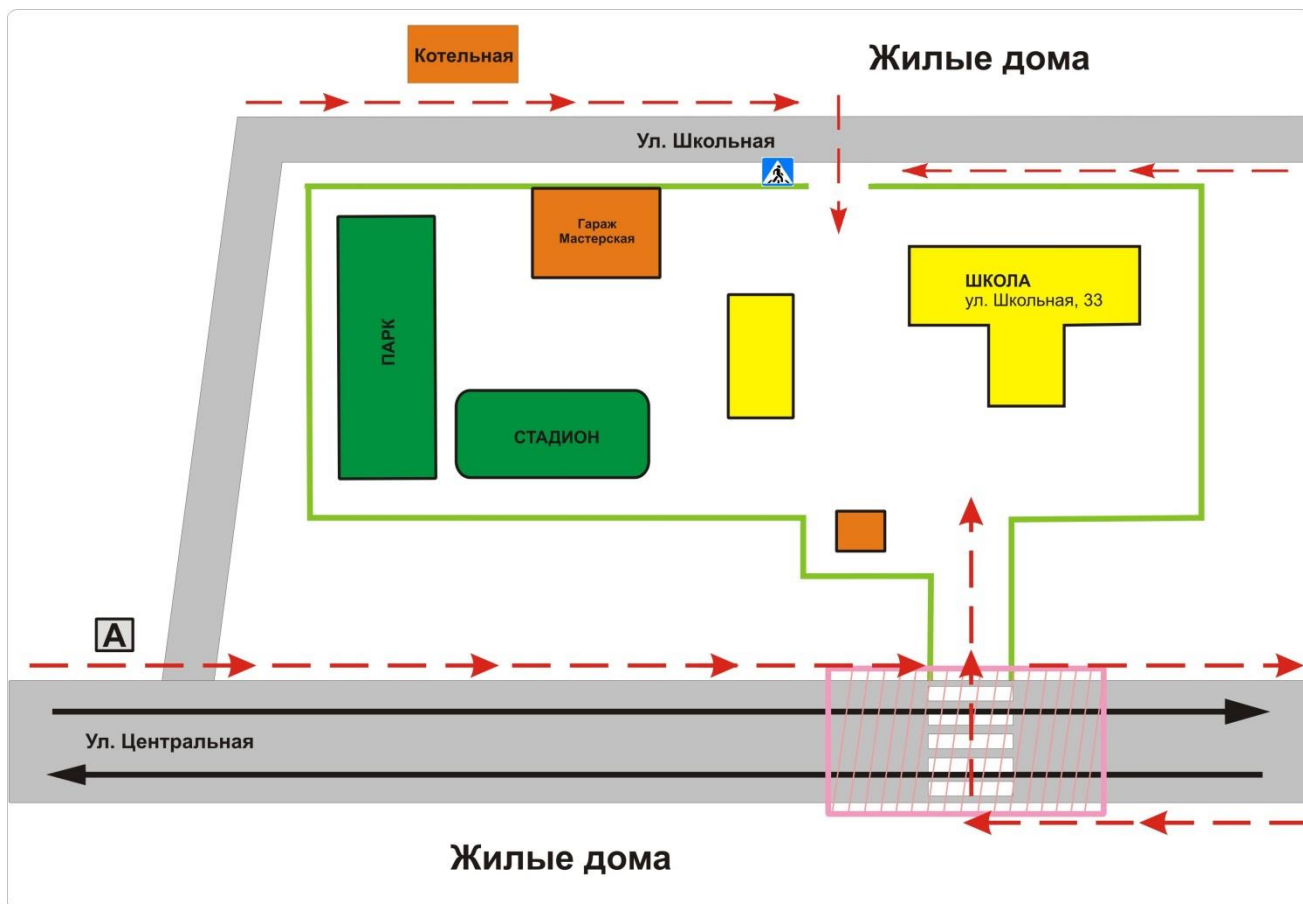 Котельная
Жилые дома
Ул. Школьная
Гараж
Мастерская
ШКОЛА
ул. Школьная, 33
ПАРК
СТАДИОН
А
Ул. Центральная
Жилые дома